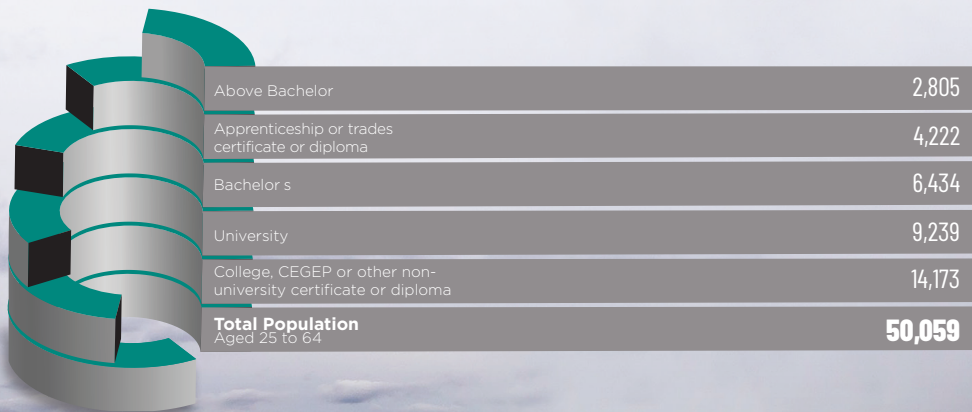 Above Bachelor 2,805
Apprenticeship or trades
certificate or diploma 4,222
Bachelor s 6,434
University 9,239
College, CEGEP or other non-
university certificate or diploma 14,173
Total Population
Aged 25 to 64 50,059